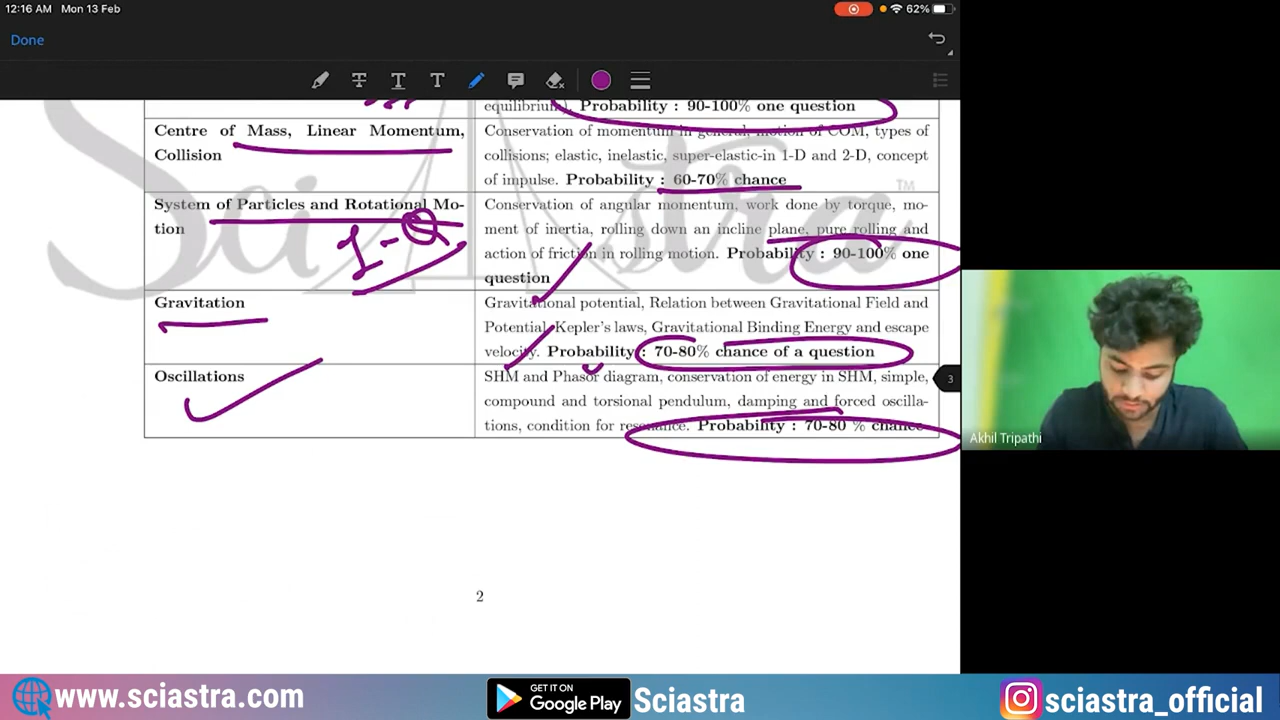 12:16 AM Mon 13 Feb
62%
Done
T T T
equilibrium). Probability : 90-100% one question
Centre of Mass, Linear Momentum,
Collision
Conservation of momentum in general, motion of COM, types of
collisions; elastic, inelastic, super-elastic-in 1-D and 2-D, concept
of impulse. Probability : 60-70% chance
System of Particles and Rotational Mo-
tion
1-Q
Conservation of angular momentum, work done by torque, mo-
ment of inertia, rolling down an incline plane, pure rolling and
action of friction in rolling motion. Probability : 90-100% one
question
Gravitation
Gravitational potential, Relation between Gravitational Field and
Potential, Kepler's laws, Gravitational Binding Energy and escape
velocity. Probability : 70-80% chance of a question
Oscillations
SHM and Phasor diagram, conservation of energy in SHM, simple,
compound and torsional pendulum, damping and forced oscilla-
tions, condition for resonance. Probability : 70-80 % chance
3
2
SciAstra
TM
Akhil Tripathi
www.sciastra.com
GET IT ON
Google Play
Sciastra
sciastra_official